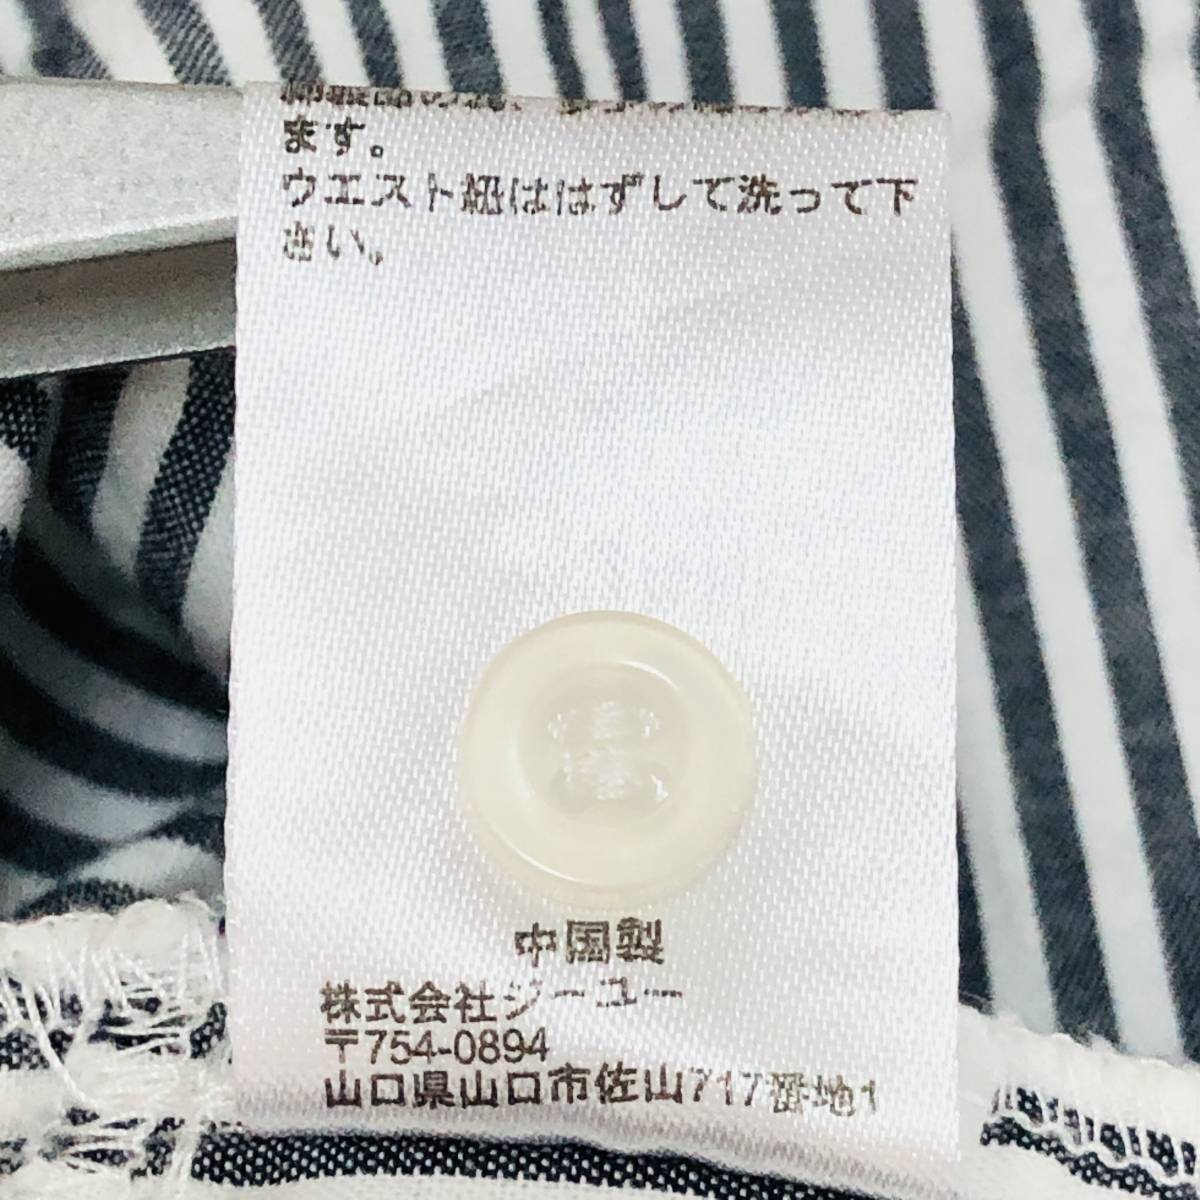 ます。
ウエスト紐ははずして洗って下
さい。
中国製
株式会社ジーユー
〒754-0894
山口県山口市佐山717番地1